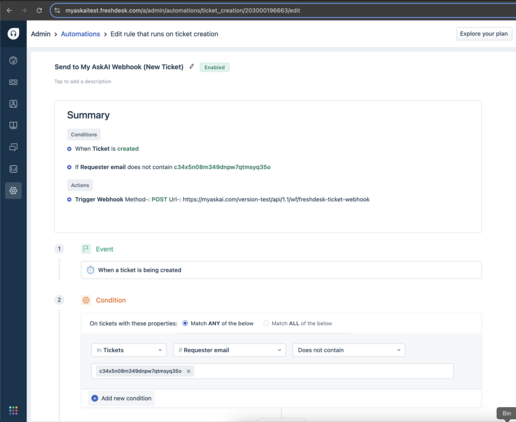 myaskaitest.freshdesk.com/a/admin/automations/ticket_creation/203000196663/edit
Admin > Automations > Edit rule that runs on ticket creation
Explore your plan
Send to My AskAI Webhook (New Ticket) Enabled
Tap to add a description
Summary
Conditions
When Ticket is created
If Requester email does not contain c34x5n08m349dnpw7qtmsyq35o
Actions
Trigger Webhook Method-: POST Url-: https://myaskai.com/version-test/api/1.1/wf/freshdesk-ticket-webhook
1 Event
When a ticket is being created
2 Condition
On tickets with these properties: Match ANY of the below Match ALL of the below
In Tickets If Requester email Does not contain
c34x5n08m349dnpw7qtmsyq35o
Add new condition
Bin